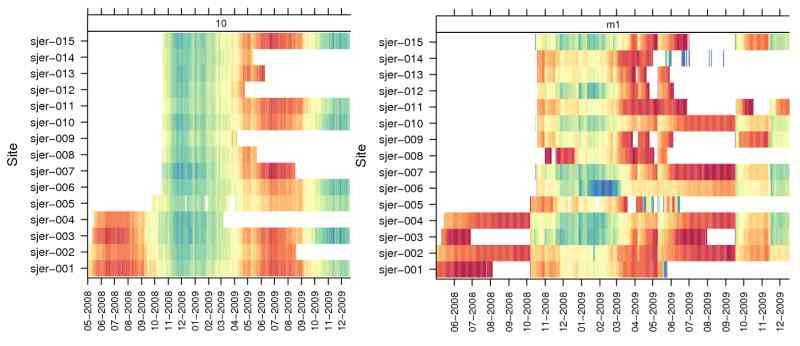 10
Site
sjer-015
sjer-014
sjer-013
sjer-012
sjer-011
sjer-010
sjer-009
sjer-008
sjer-007
sjer-006
sjer-005
sjer-004
sjer-003
sjer-002
sjer-001
05-2008
06-2008
07-2008
08-2008
09-2008
10-2008
11-2008
12-2008
01-2009
02-2009
03-2009
04-2009
05-2009
06-2009
07-2009
08-2009
09-2009
10-2009
11-2009
12-2009
m1
Site
sjer-015
sjer-014
sjer-013
sjer-012
sjer-011
sjer-010
sjer-009
sjer-008
sjer-007
sjer-006
sjer-005
sjer-004
sjer-003
sjer-002
sjer-001
06-2008
07-2008
08-2008
09-2008
10-2008
11-2008
12-2008
01-2009
02-2009
03-2009
04-2009
05-2009
06-2009
07-2009
08-2009
09-2009
10-2009
11-2009
12-2009